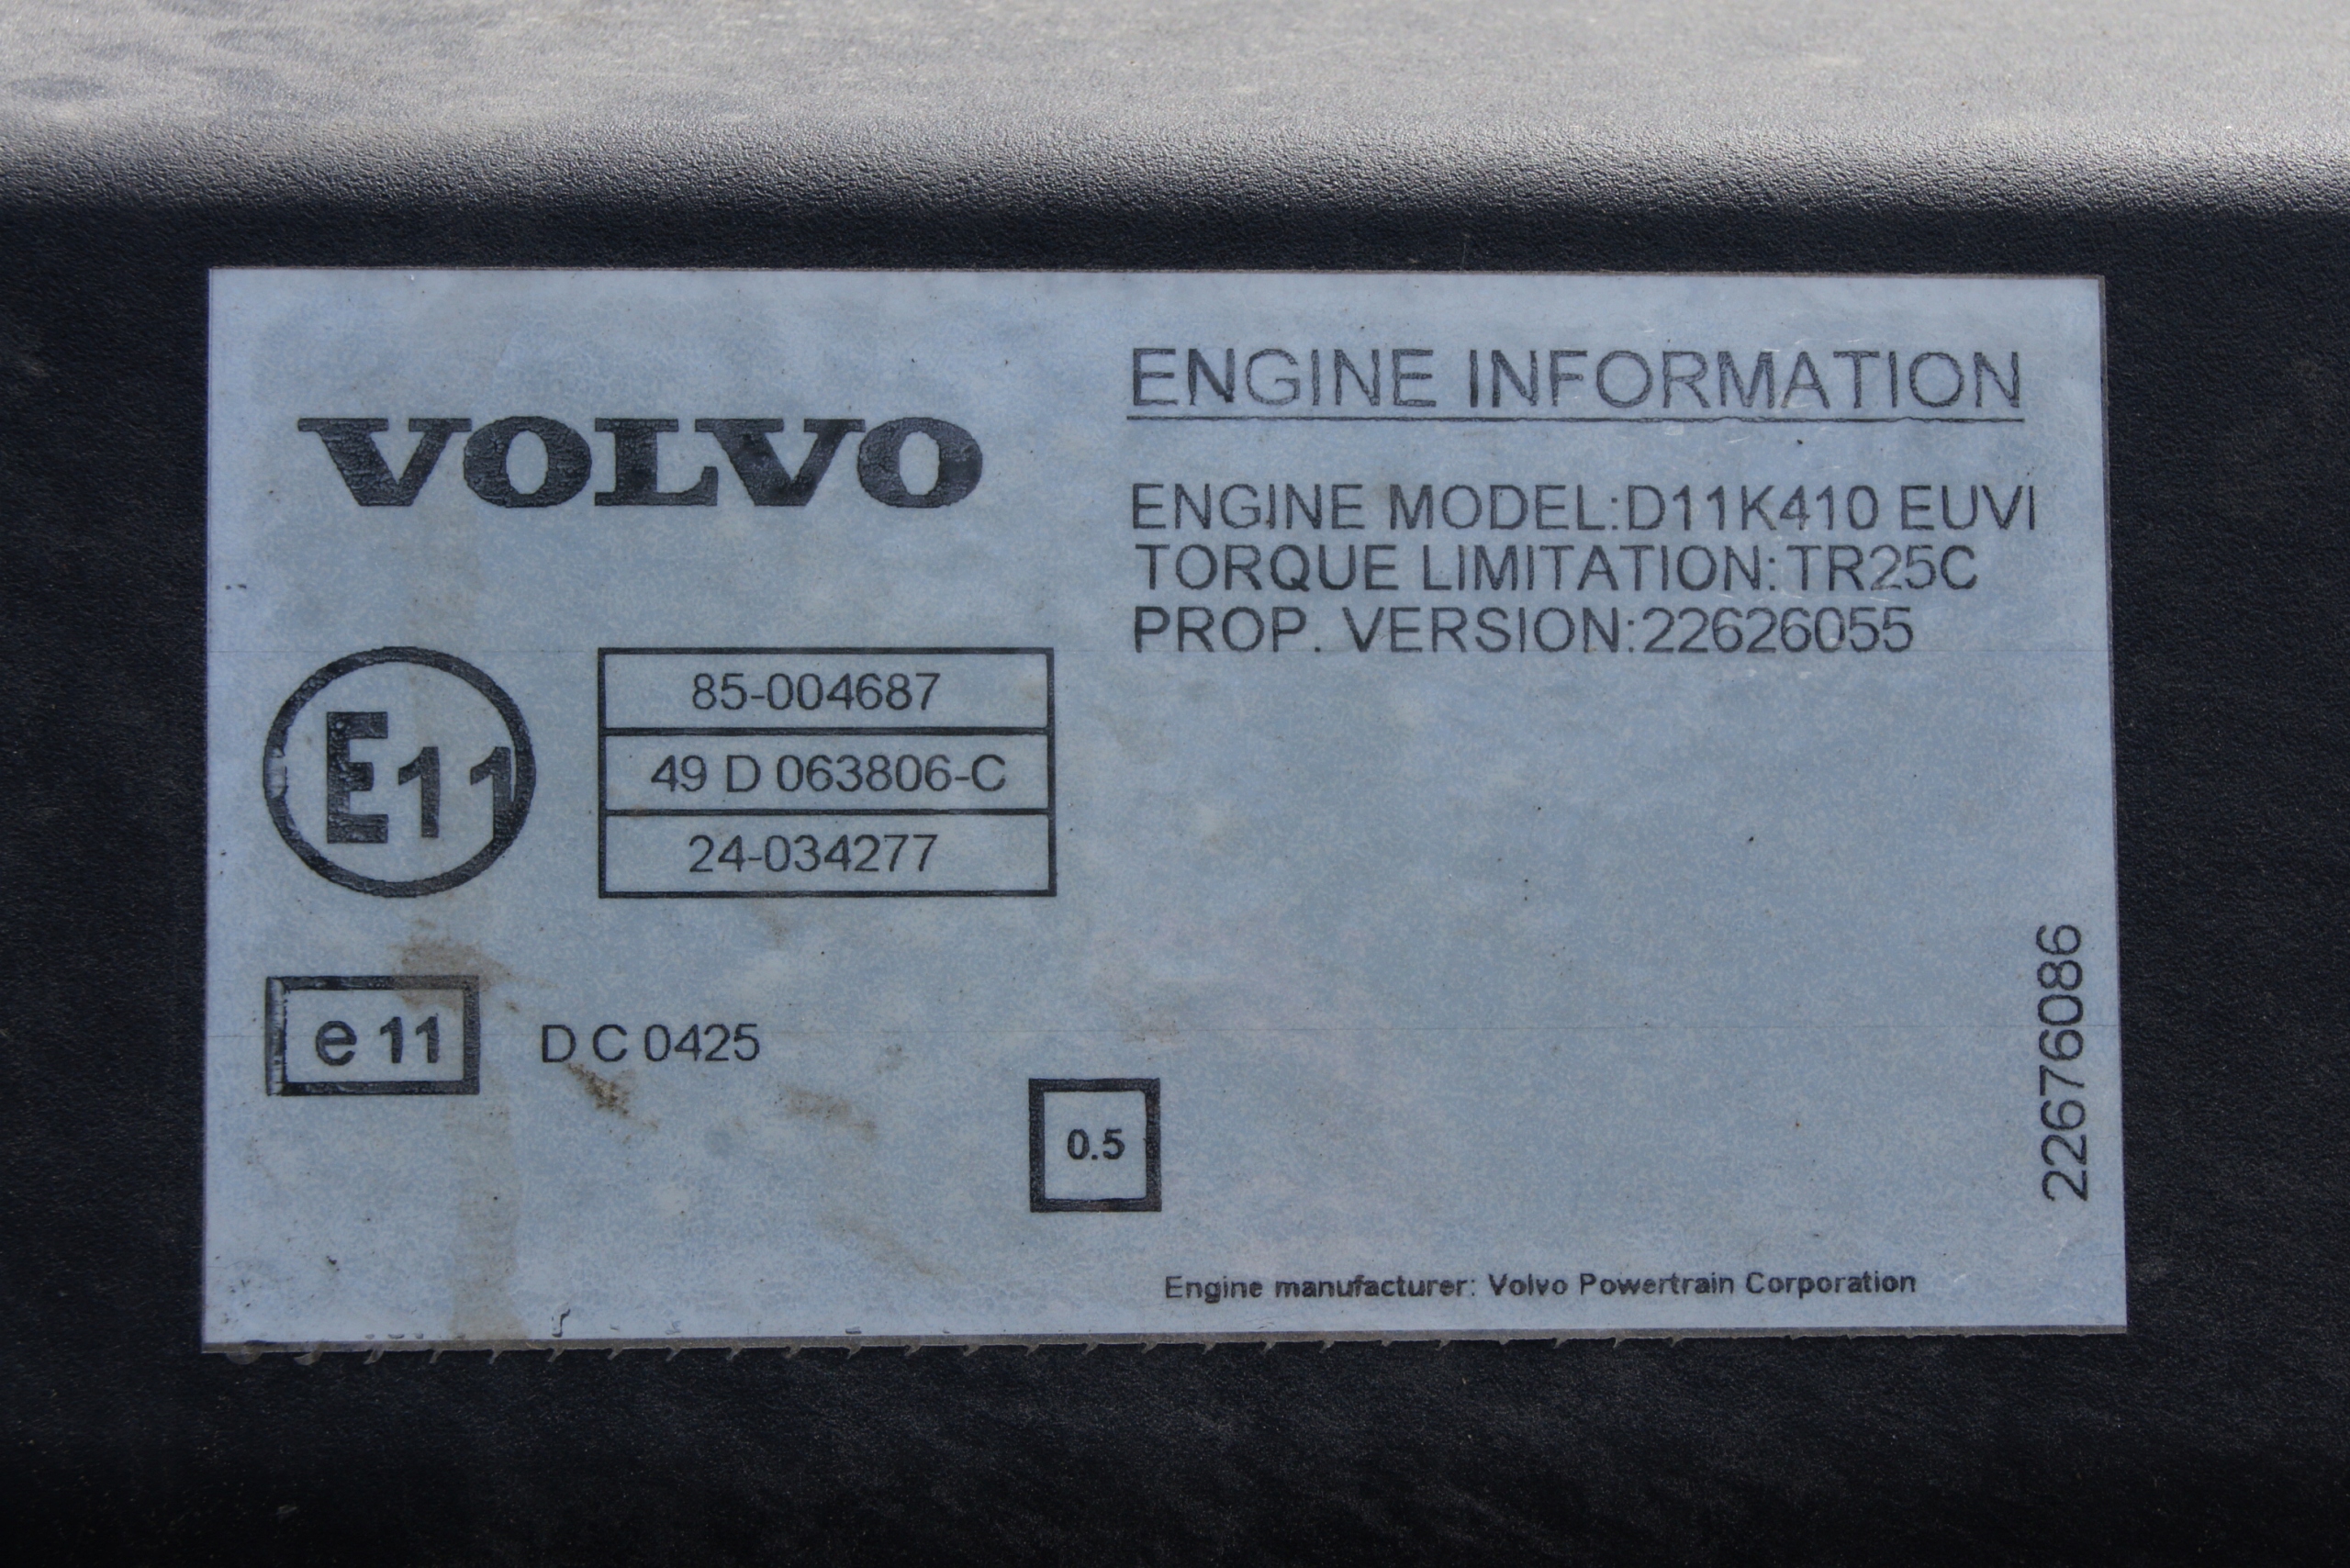 VOLVO
E11
85-004687
49 D 063806-C
24-034277
e 11
D C 0425
0.5
ENGINE INFORMATION
ENGINE MODEL:D11K410 EUVI
TORQUE LIMITATION:TR25C
PROP. VERSION:22626055
22676086
Engine manufacturer: Volvo Powertrain Corporation